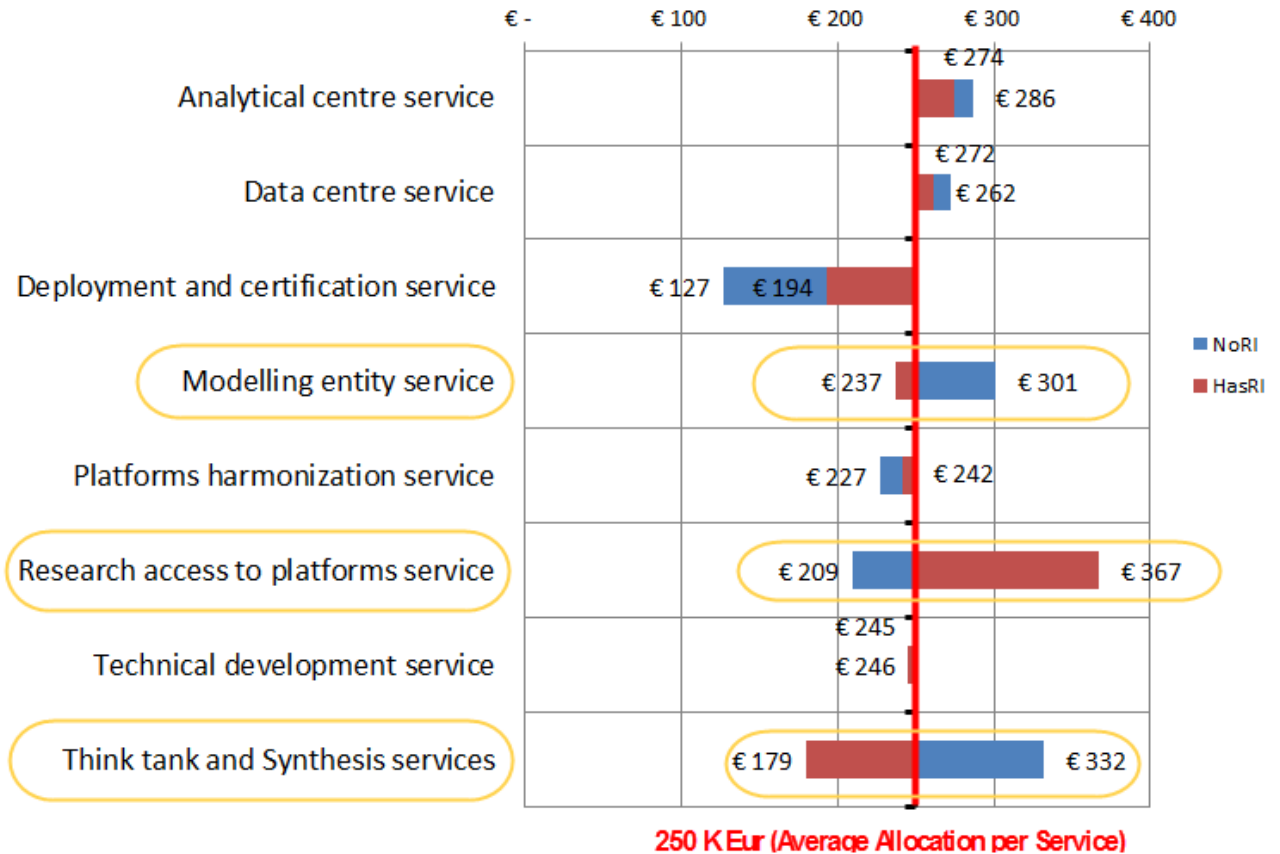 € - € 100 € 200 € 300 € 400
€ 274
Analytical centre service € 286
€ 272
Data centre service € 262
Deployment and certification service € 127 € 194
Modelling entity service € 237 € 301
NoRI
HasRI
Platforms harmonization service € 227 € 242
Research access to platforms service € 209 € 367
€ 245
Technical development service € 246
Think tank and Synthesis services € 179 € 332
250 K Eur (Average Allocation per Service)